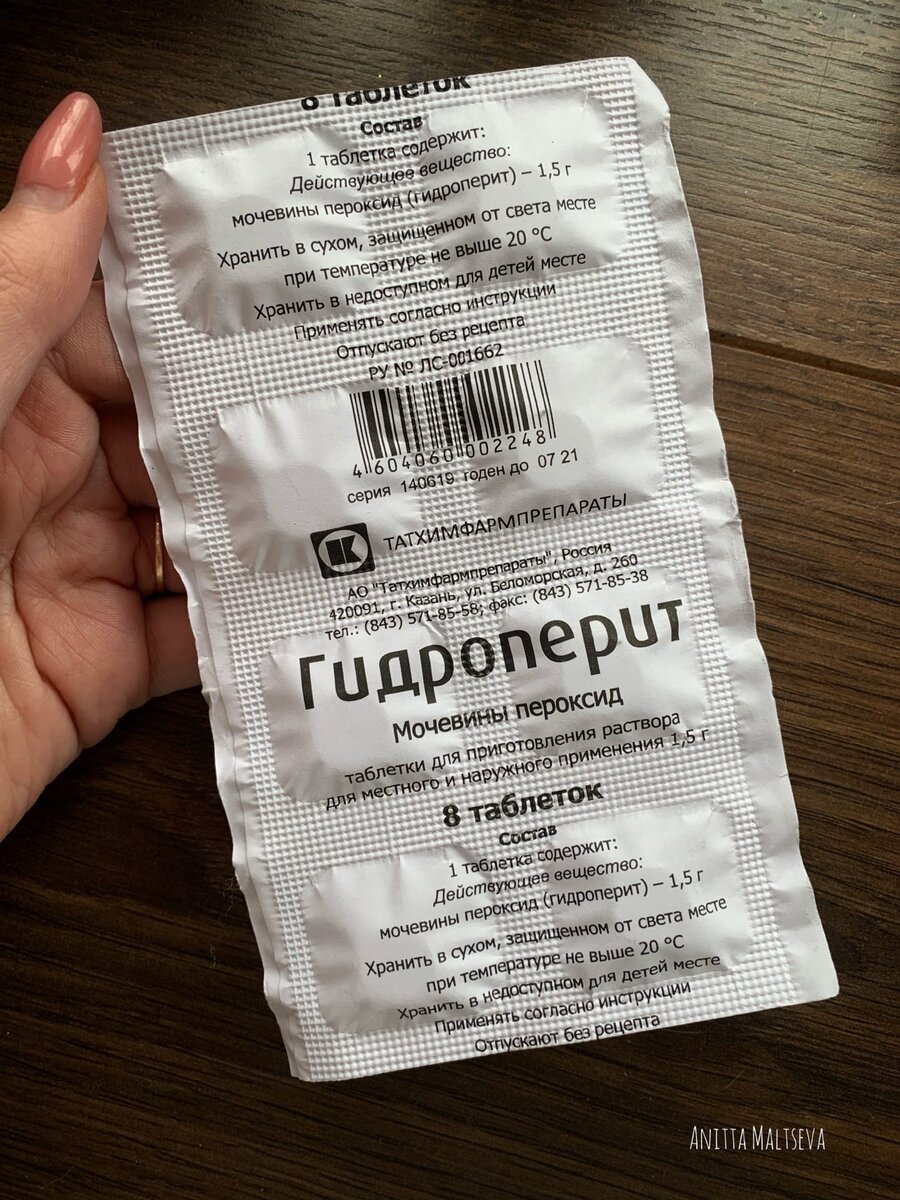 8 таблеток
Состав
1 таблетка содержит:
Действующее вещество:
мочевины пероксид (гидроперит) – 1,5 г
Хранить в сухом, защищенном от света месте
при температуре не выше 20 °С
Хранить в недоступном для детей месте
Применять согласно инструкции
Отпускают без рецепта
РУ № ЛС-001662
4 604060 002248
серия 140619 годен до 07 21
ТАТХИМФАРМПРЕПАРАТЫ
АО "Татхимфармпрепараты", Россия
420091, г. Казань, ул. Беломорская, д. 260
тел.: (843) 571-85-58; факс: (843) 571-85-38
Гидроперит
Мочевины пероксид
таблетки для приготовления раствора
для местного и наружного применения 1,5 г
8 таблеток
Состав
1 таблетка содержит:
Действующее вещество:
мочевины пероксид (гидроперит) – 1,5 г
Хранить в сухом, защищенном от света месте
при температуре не выше 20 °С
Хранить в недоступном для детей месте
Применять согласно инструкции
Отпускают без рецепта
ANITTA MALTSEVA